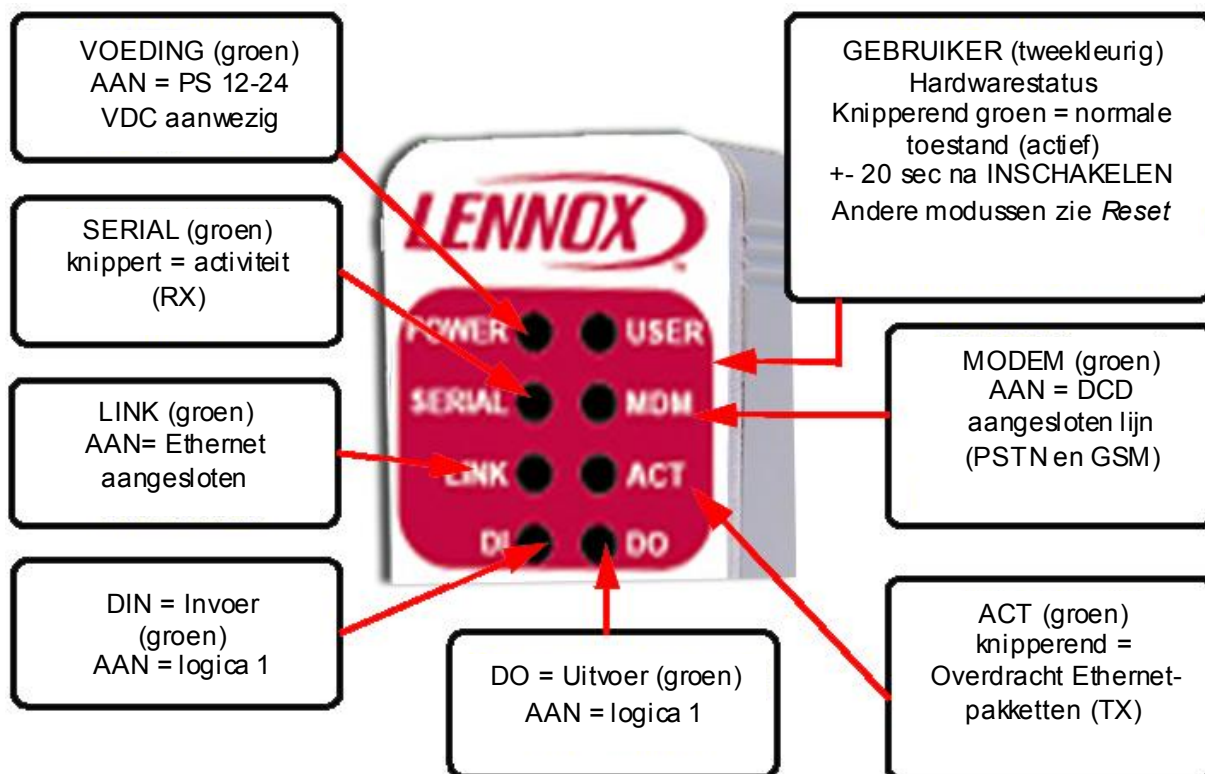 VOEDING (groen)
AAN = PS 12-24
VDC aanwezig
GEBRUIKER (tweekleurig)
Hardwarestatus
Knipperend groen = normale
toestand (actief)
+- 20 sec na INSCHAKELEN
Andere modussen zie Reset
SERIAL (groen)
knippert = activiteit
(RX)
LENNOX
TM
POWER USER
SERIAL MDM
LINK ACT
DI DO
MODEM (groen)
AAN = DCD
aangesloten lijn
(PSTN en GSM)
LINK (groen)
AAN= Ethernet
aangesloten
DIN = Invoer
(groen)
AAN = logica 1
DO = Uitvoer (groen)
AAN = logica 1
ACT (groen)
knipperend =
Overdracht Ethernet-
pakketten (TX)